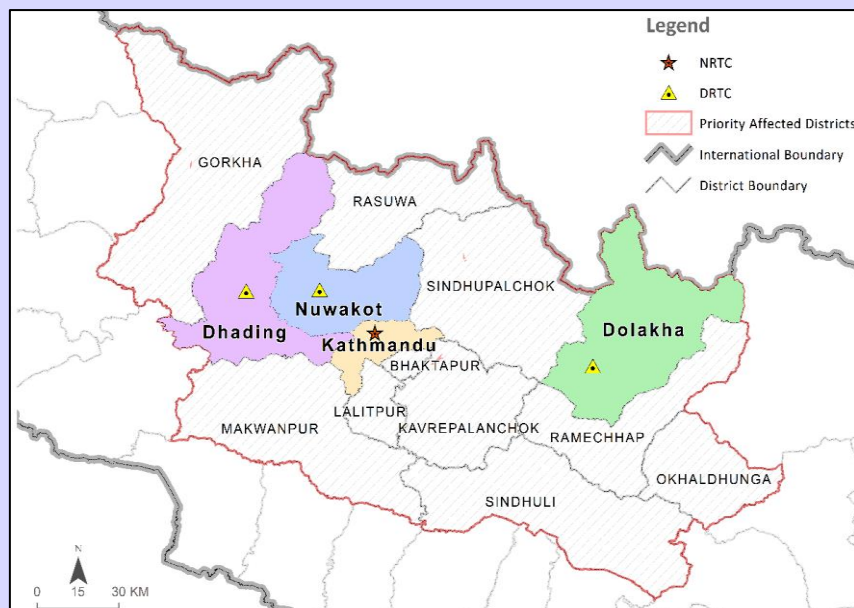 Legend
NRTC
DRTC
Priority Affected Districts
International Boundary
District Boundary
GORKHA
RASUWA
SINDHUPALCHOK
Nuwakot
Dhading
Kathmandu
Dolakha
BHAKTAPUR
LALITPUR
MAKWANPUR
KAVREPALANCHOK
RAMECHHAP
OKHALDHUNGA
SINDHULI
N
0 15 30 KM